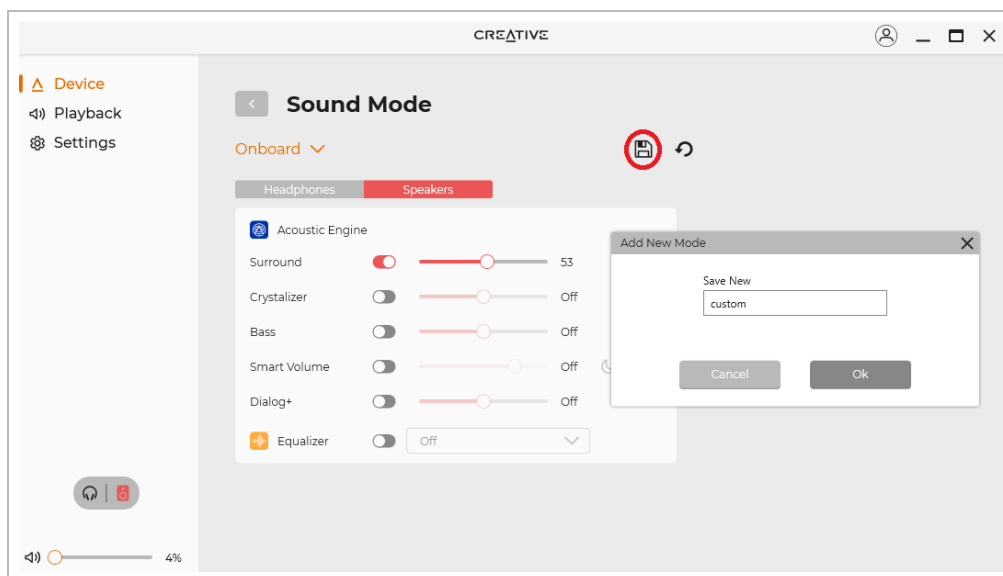 CREATIVE
Device
Playback
Settings
Sound Mode
Onboard
Headphones Speakers
Acoustic Engine
Surround 53
Crystalizer Off
Bass Off
Smart Volume Off
Dialog+ Off
Equalizer Off
Add New Mode
Save New
custom
Cancel Ok
4%